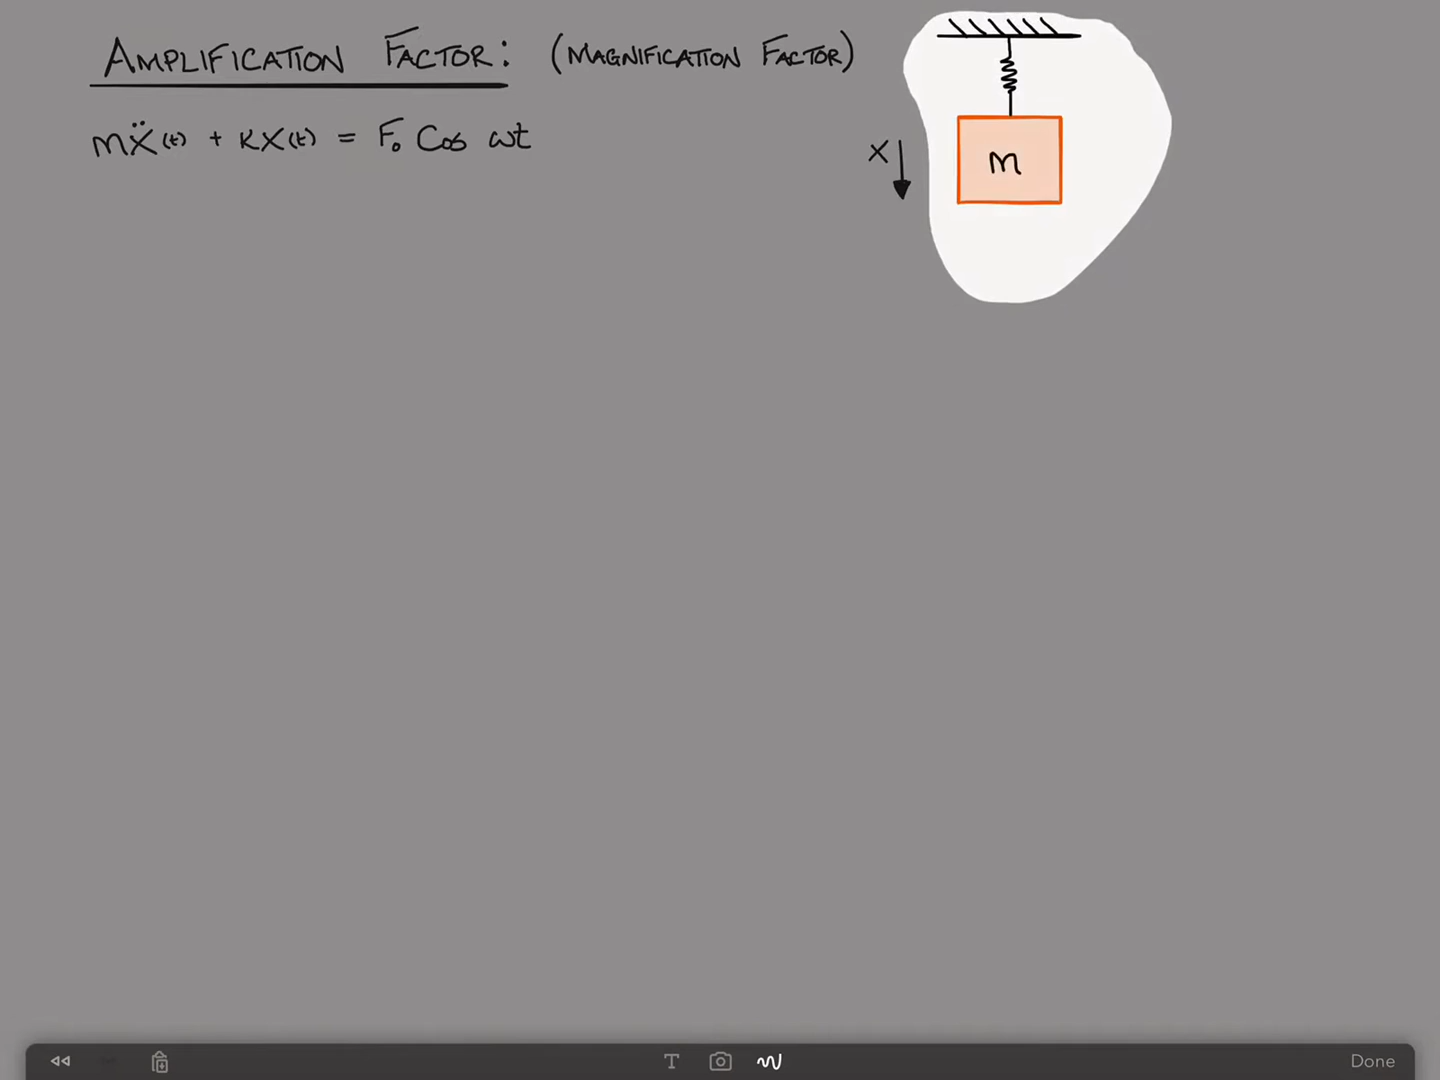 AMPLIFICATION FACTOR: (MAGNIFICATION FACTOR)
mẍ(t) + kx(t) = F₀ Cos ωt
x
m
T
Done